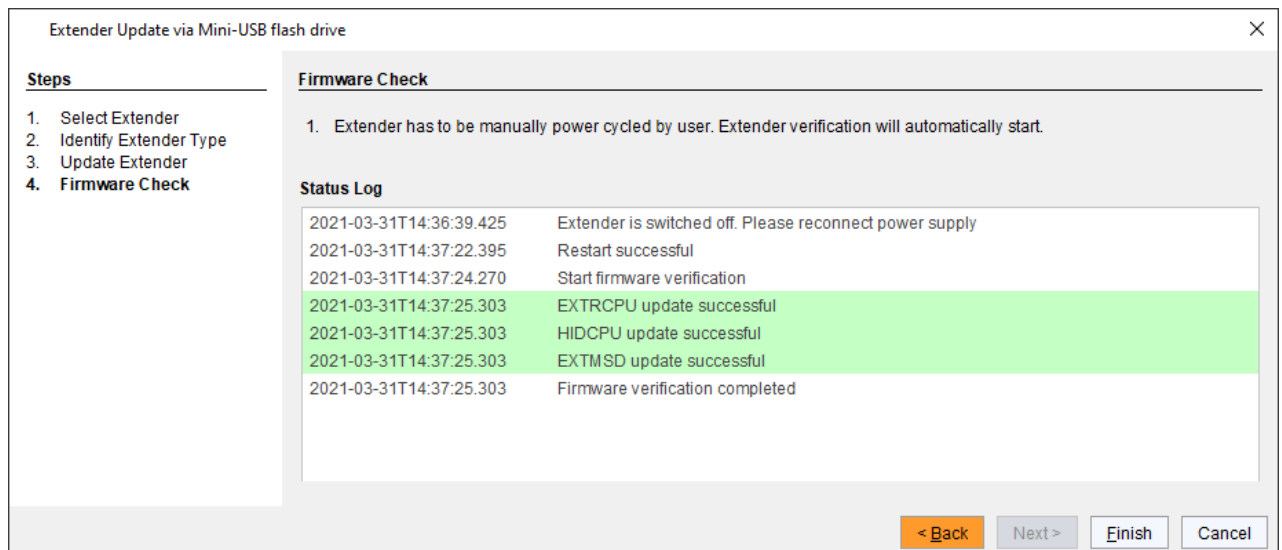 Extender Update via Mini-USB flash drive
Steps
1. Select Extender
2. Identify Extender Type
3. Update Extender
4. Firmware Check
Firmware Check
1. Extender has to be manually power cycled by user. Extender verification will automatically start.
Status Log
2021-03-31T14:36:39.425 Extender is switched off. Please reconnect power supply
2021-03-31T14:37:22.395 Restart successful
2021-03-31T14:37:24.270 Start firmware verification
2021-03-31T14:37:25.303 EXTRCPU update successful
2021-03-31T14:37:25.303 HIDCPU update successful
2021-03-31T14:37:25.303 EXTMSD update successful
2021-03-31T14:37:25.303 Firmware verification completed
< Back Next > Finish Cancel